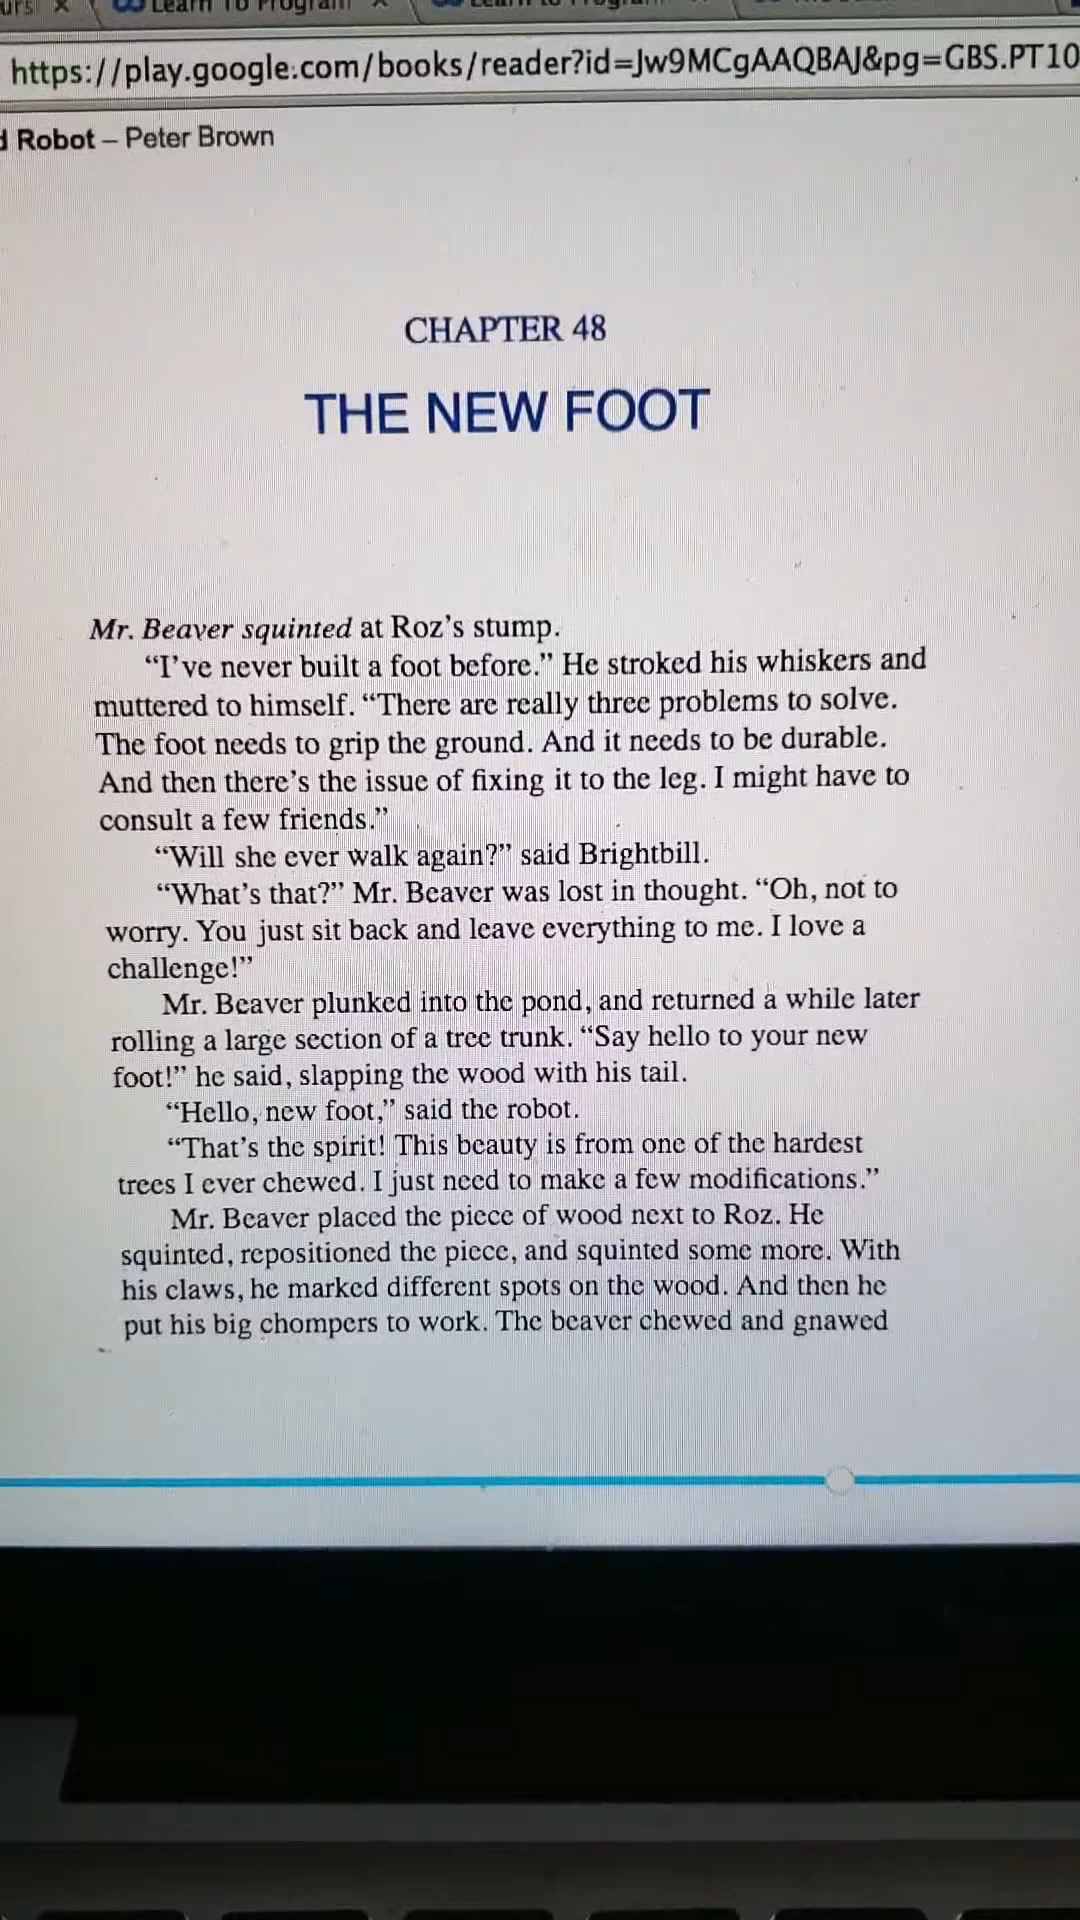 Learn To Program
https://play.google.com/books/reader?id=Jw9MCgAAQBAJ&pg=GBS.PT10
Robot – Peter Brown
CHAPTER 48
THE NEW FOOT
Mr. Beaver squinted at Roz’s stump.
“I’ve never built a foot before.” He stroked his whiskers and
muttered to himself. “There are really three problems to solve.
The foot needs to grip the ground. And it needs to be durable.
And then there’s the issue of fixing it to the leg. I might have to
consult a few friends.”
“Will she ever walk again?” said Brightbill.
“What’s that?” Mr. Beaver was lost in thought. “Oh, not to
worry. You just sit back and leave everything to me. I love a
challenge!”
Mr. Beaver plunked into the pond, and returned a while later
rolling a large section of a tree trunk. “Say hello to your new
foot!” he said, slapping the wood with his tail.
“Hello, new foot,” said the robot.
“That’s the spirit! This beauty is from one of the hardest
trees I ever chewed. I just need to make a few modifications.”
Mr. Beaver placed the piece of wood next to Roz. He
squinted, repositioned the piece, and squinted some more. With
his claws, he marked different spots on the wood. And then he
put his big chompers to work. The beaver chewed and gnawed